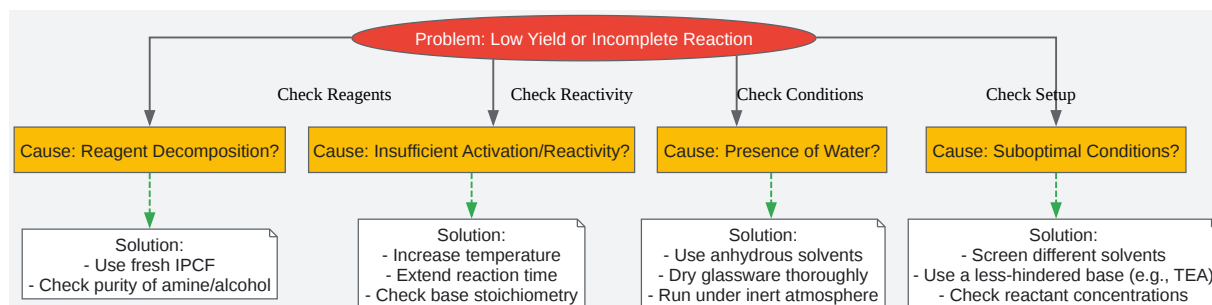 Problem: Low Yield or Incomplete Reaction
Check Reagents
Check Reactivity
Check Conditions
Check Setup
Cause: Reagent Decomposition?
Cause: Insufficient Activation/Reactivity?
Cause: Presence of Water?
Cause: Suboptimal Conditions?
Solution:
- Use fresh IPCF
- Check purity of amine/alcohol
Solution:
- Increase temperature
- Extend reaction time
- Check base stoichiometry
Solution:
- Use anhydrous solvents
- Dry glassware thoroughly
- Run under inert atmosphere
Solution:
- Screen different solvents
- Use a less-hindered base (e.g., TEA)
- Check reactant concentrations